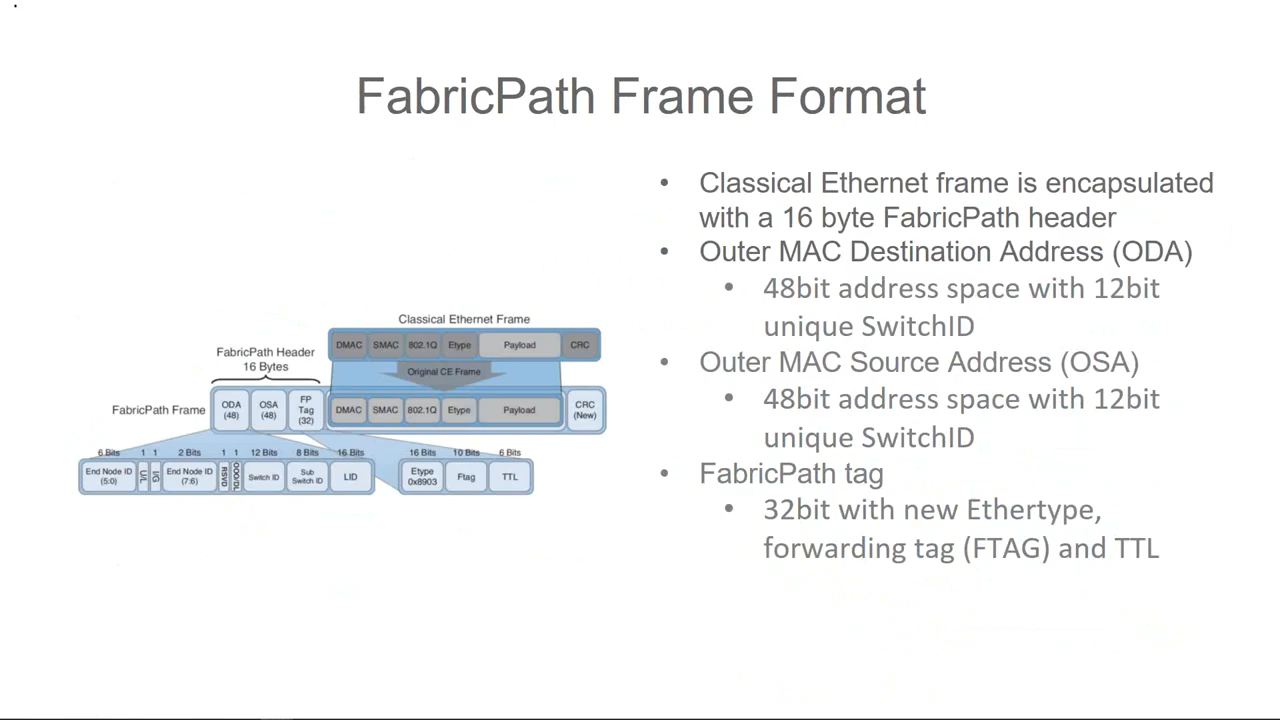 FabricPath Frame Format
• Classical Ethernet frame is encapsulated
with a 16 byte FabricPath header
• Outer MAC Destination Address (ODA)
• 48bit address space with 12bit
unique SwitchID
• Outer MAC Source Address (OSA)
• 48bit address space with 12bit
unique SwitchID
• FabricPath tag
• 32bit with new Ethertype,
forwarding tag (FTAG) and TTL
Classical Ethernet Frame
DMAC SMAC 802.1Q Etype Payload CRC
FabricPath Header
16 Bytes
Original CE Frame
FabricPath Frame
ODA
(48)
OSA
(48)
FP
Tag
(32)
DMAC SMAC 802.1Q Etype Payload
CRC
(New)
6 Bits 1 1 2 Bits 1 1 12 Bits 8 Bits 16 Bits 16 Bits 10 Bits 6 Bits
End Node ID
(5:0)
U/L
I/G
End Node ID
(7:6)
RSVD
OOO/DL
Switch ID
Sub
Switch ID
LID
Etype
0x8903
Ftag
TTL